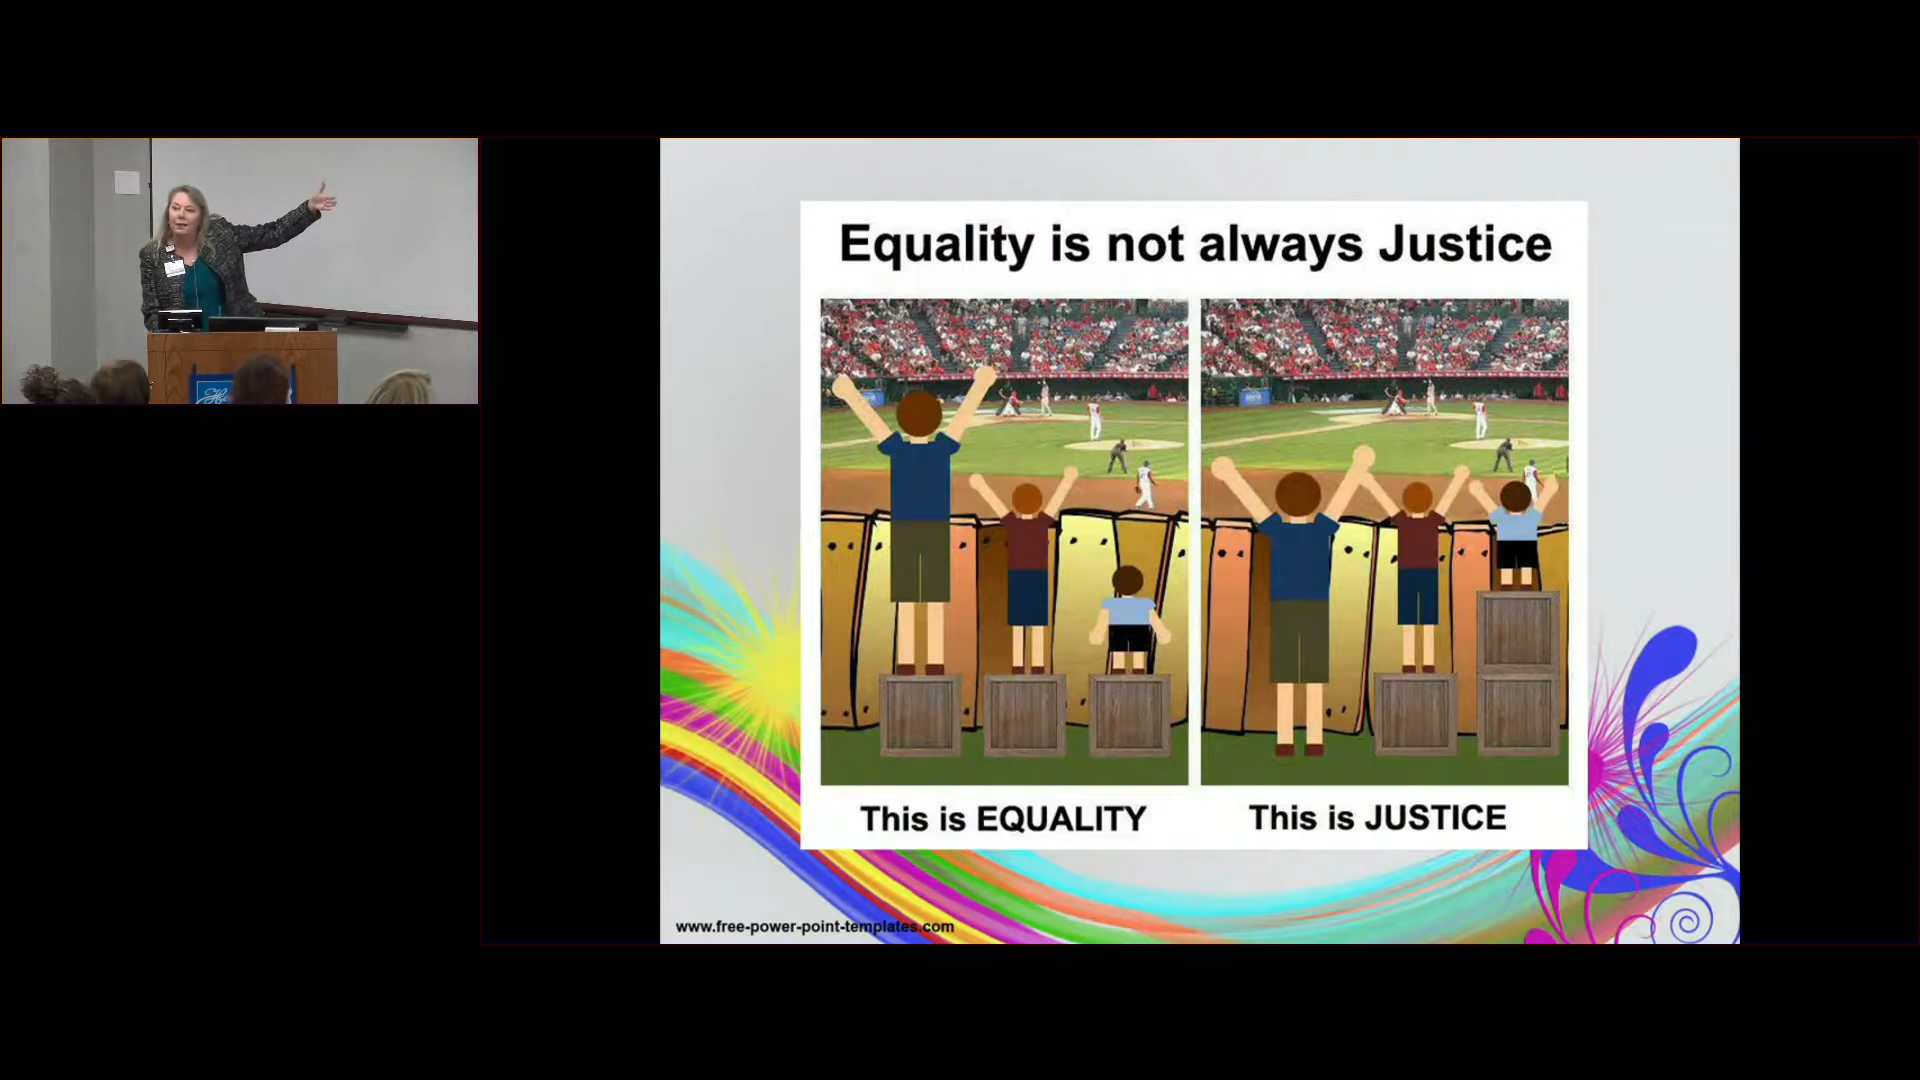 Equality is not always Justice
This is EQUALITY
This is JUSTICE
www.free-power-point-templates.com